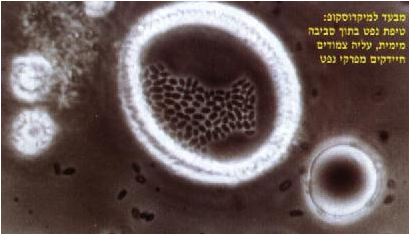 מבעד למיקרוסקופ:
טיפת נפט בתוך סביבה
מימית, עליה צמודים
חיידקים מפרקי נפט